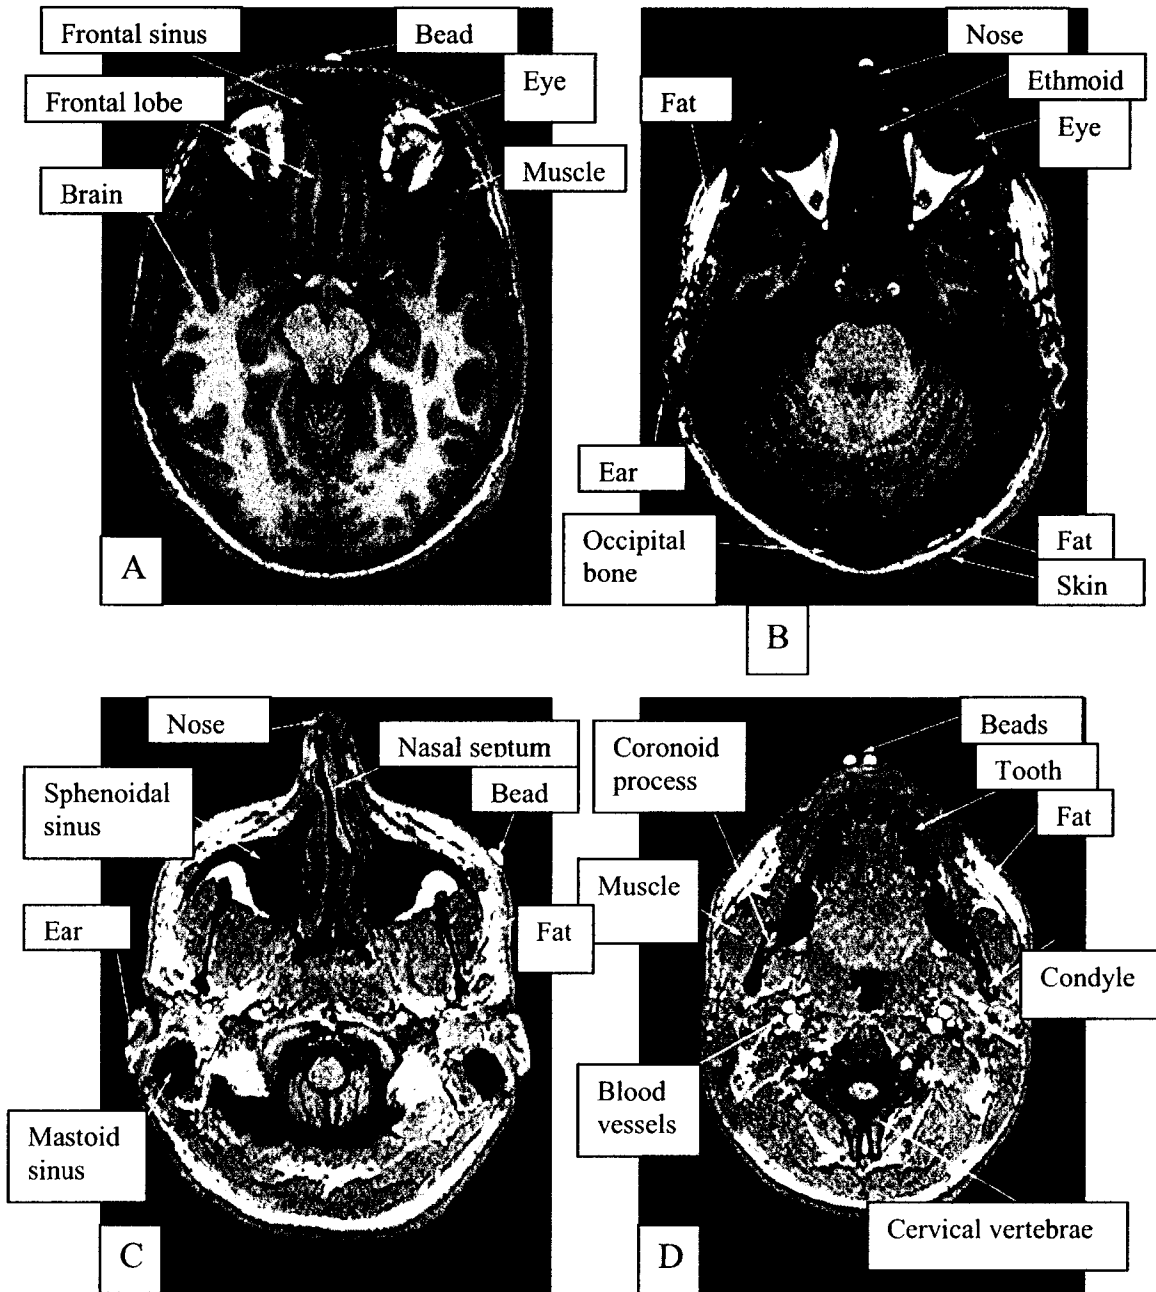 Frontal sinus
Bead
Eye
Frontal lobe
Muscle
Brain
A
Nose
Ethmoid
Fat
Eye
Ear
Occipital
bone
Fat
Skin
B
Nose
Nasal septum
Bead
Sphenoidal
sinus
Ear
Fat
Mastoid
sinus
C
Beads
Coronoid
process
Tooth
Fat
Muscle
Condyle
Blood
vessels
Cervical vertebrae
D